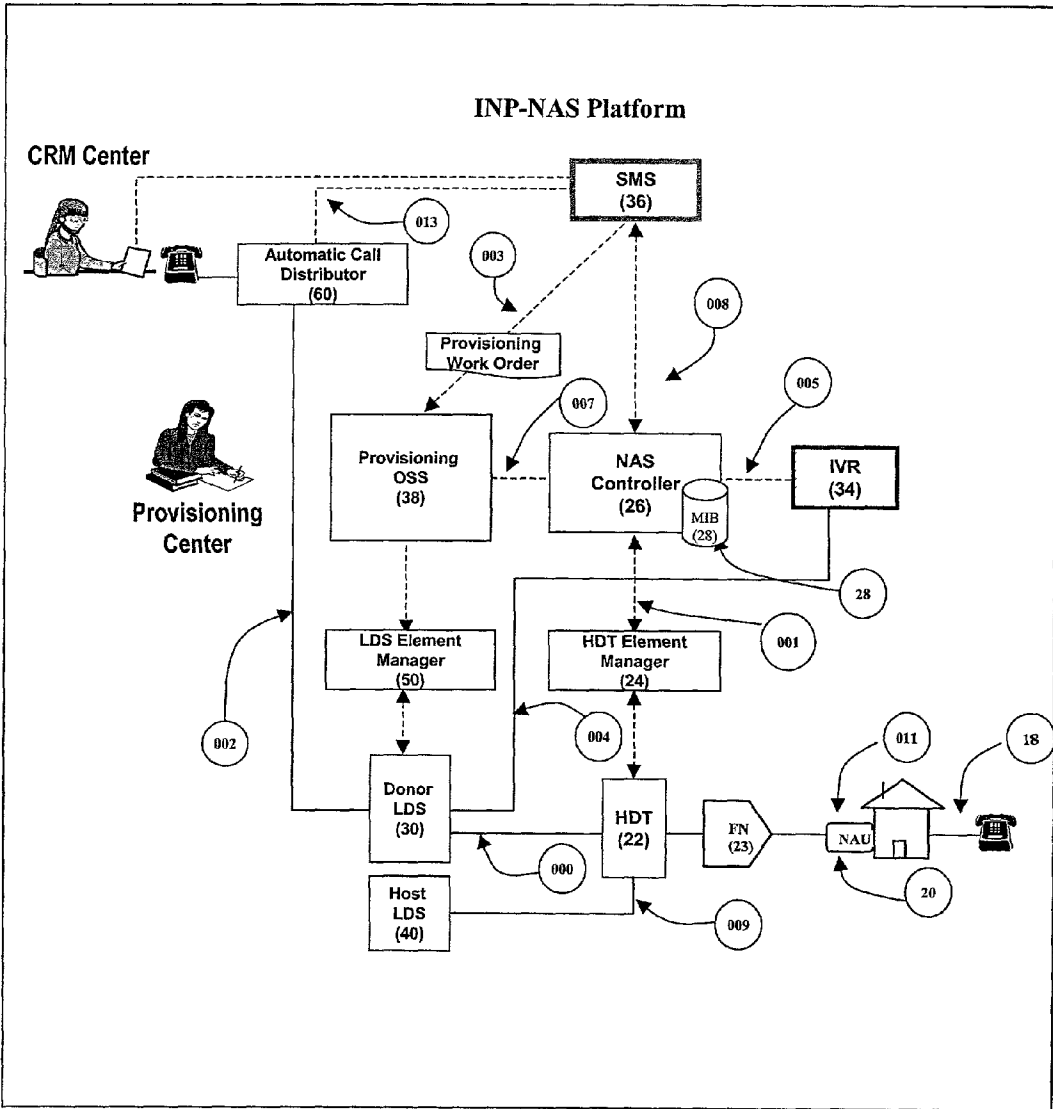 INP-NAS Platform
CRM Center
SMS
(36)
013
Automatic Call
Distributor
(60)
003
008
Provisioning
Work Order
007
005
Provisioning
OSS
(38)
NAS
Controller
(26)
IVR
(34)
MIB
(28)
Provisioning
Center
28
LDS Element
Manager
(50)
HDT Element
Manager
(24)
001
002
004
011
18
Donor
LDS
(30)
HDT
(22)
FN
(23)
NAU
000
20
Host
LDS
(40)
009